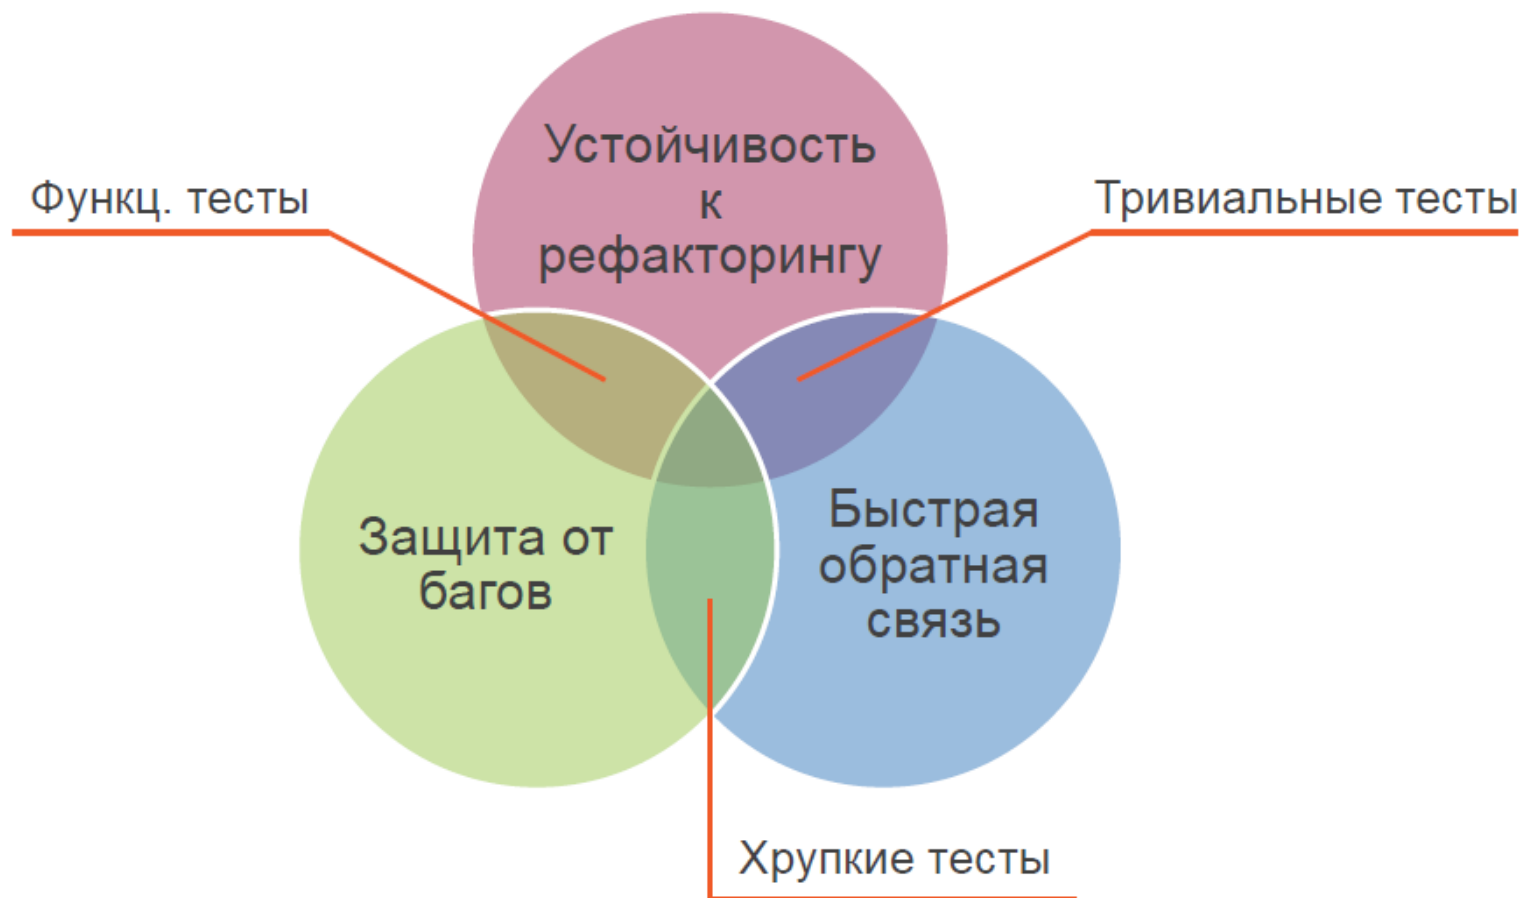 Устойчивость
к
рефакторингу
Функц. тесты
Тривиальные тесты
Защита от
багов
Быстрая
обратная
связь
Хрупкие тесты